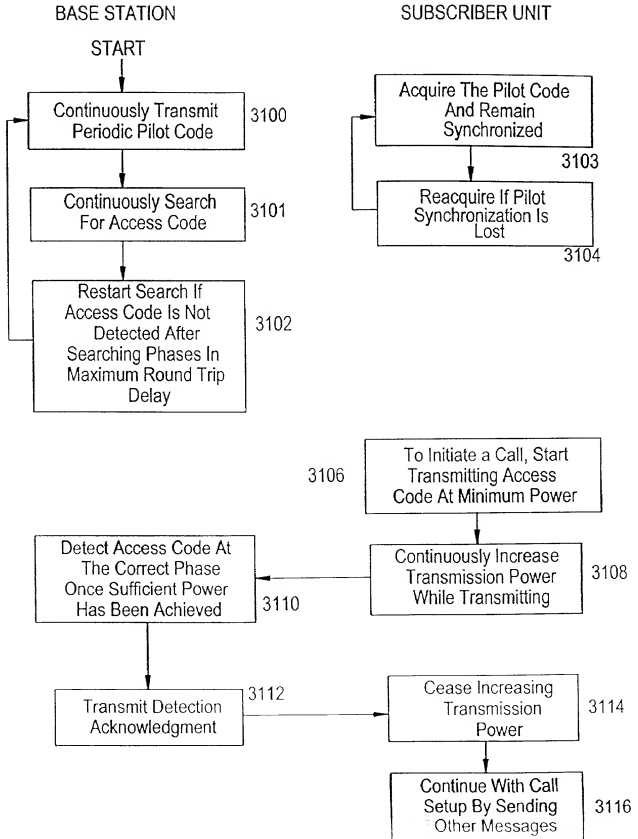 BASE STATION
SUBSCRIBER UNIT
START
Continuously Transmit
Periodic Pilot Code
3100
Continuously Search
For Access Code
3101
Restart Search If
Access Code Is Not
Detected After
Searching Phases In
Maximum Round Trip
Delay
3102
Acquire The Pilot Code
And Remain
Synchronized
3103
Reacquire If Pilot
Synchronization Is
Lost
3104
3106
To Initiate a Call, Start
Transmitting Access
Code At Minimum Power
Continuously Increase
Transmission Power
While Transmitting
3108
Detect Access Code At
The Correct Phase
Once Sufficient Power
Has Been Achieved
3110
Transmit Detection
Acknowledgment
3112
Cease Increasing
Transmission
Power
3114
Continue With Call
Setup By Sending
Other Messages
3116